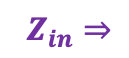 Z_in ⇒